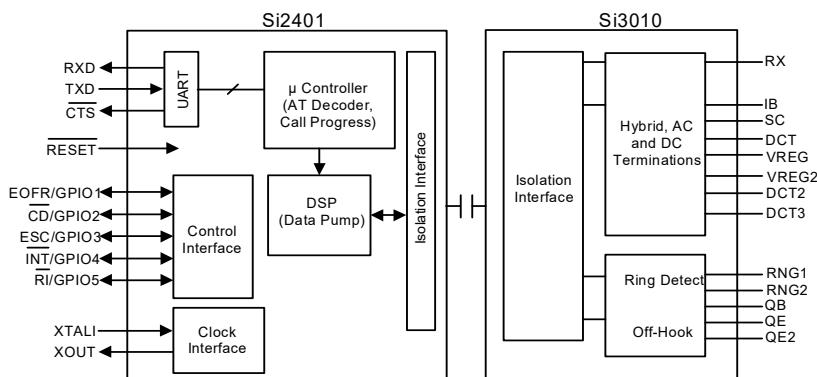 Si2401
Si3010
RXD
TXD
CTS
RESET
EOFR/GPIO1
CD/GPIO2
ESC/GPIO3
INT/GPIO4
RI/GPIO5
XTALI
XOUT
UART
µ Controller
(AT Decoder,
Call Progress)
DSP
(Data Pump)
Control
Interface
Clock
Interface
Isolation Interface
Isolation
Interface
Hybrid, AC
and DC
Terminations
Ring Detect
Off-Hook
RX
IB
SC
DCT
VREG
VREG2
DCT2
DCT3
RNG1
RNG2
QB
QE
QE2